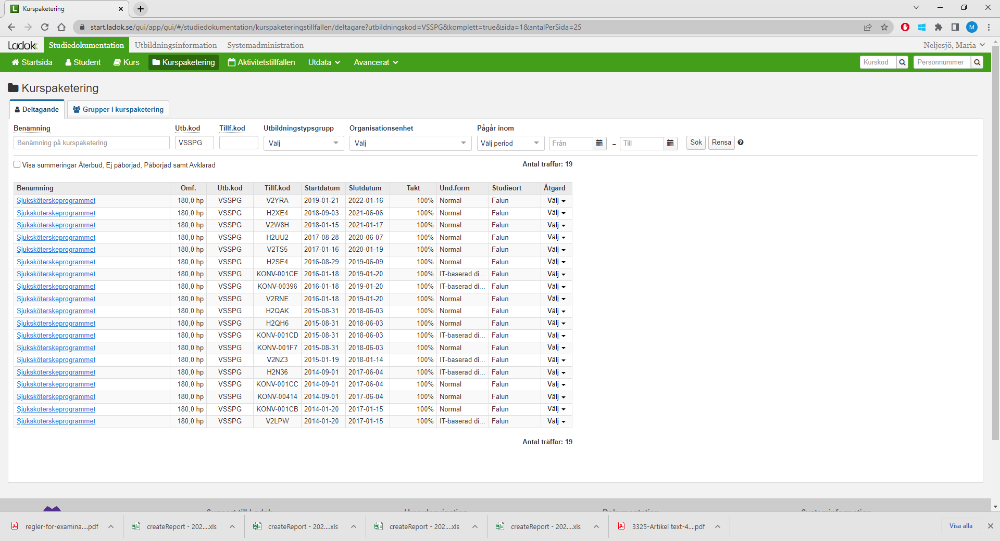 Kurspaketering
start.ladok.se/gui/app/gui/#/studiedokumentation/kurspaketeringstillfallen/deltagare?utbildningskod=VSSPG&komplett=true&sida=1&antalPerSida=25
M
Ladok Studiedokumentation Utbildningsinformation Systemadministration Neljesjö, Maria
Startsida Student Kurs Kurspaketering Aktivitetstillfällen Utdata Avancerat Kurskod Personnummer
Kurspaketering
Deltagande Grupper i kurspaketering
Benämning Utb.kod Tillf.kod Utbildningstypsgrupp Organisationsenhet Pågår inom
Benämning på kurspaketering VSSPG Välj Välj Välj period Från - Till Sök Rensa
Visa summeringar Återbud, Ej påbörjad, Påbörjad samt Avklarad Antal träffar: 19
Benämning Omf. Utb.kod Tillf.kod Startdatum Slutdatum Takt Und.form Studieort Åtgärd
Sjuksköterskeprogrammet 180,0 hp VSSPG V2YRA 2019-01-21 2022-01-16 100% Normal Falun Välj
Sjuksköterskeprogrammet 180,0 hp VSSPG H2XE4 2018-09-03 2021-06-06 100% Normal Falun Välj
Sjuksköterskeprogrammet 180,0 hp VSSPG V2W8H 2018-01-15 2021-01-17 100% Normal Falun Välj
Sjuksköterskeprogrammet 180,0 hp VSSPG H2UU2 2017-08-28 2020-06-07 100% Normal Falun Välj
Sjuksköterskeprogrammet 180,0 hp VSSPG V2TS5 2017-01-16 2020-01-19 100% Normal Falun Välj
Sjuksköterskeprogrammet 180,0 hp VSSPG H2SE4 2016-08-29 2019-06-09 100% Normal Falun Välj
Sjuksköterskeprogrammet 180,0 hp VSSPG KONV-001CE 2016-01-18 2019-01-20 100% IT-baserad di... Falun Välj
Sjuksköterskeprogrammet 180,0 hp VSSPG KONV-00396 2016-01-18 2019-01-20 100% IT-baserad di... Falun Välj
Sjuksköterskeprogrammet 180,0 hp VSSPG V2RNE 2016-01-18 2019-01-20 100% Normal Falun Välj
Sjuksköterskeprogrammet 180,0 hp VSSPG H2QAK 2015-08-31 2018-06-03 100% Normal Falun Välj
Sjuksköterskeprogrammet 180,0 hp VSSPG H2QH6 2015-08-31 2018-06-03 100% Normal Falun Välj
Sjuksköterskeprogrammet 180,0 hp VSSPG KONV-001CD 2015-08-31 2018-06-03 100% IT-baserad di... Falun Välj
Sjuksköterskeprogrammet 180,0 hp VSSPG KONV-001F7 2015-08-31 2018-06-03 100% Normal Falun Välj
Sjuksköterskeprogrammet 180,0 hp VSSPG V2NZ3 2015-01-19 2018-01-14 100% IT-baserad di... Falun Välj
Sjuksköterskeprogrammet 180,0 hp VSSPG H2N36 2014-09-01 2017-06-04 100% IT-baserad di... Falun Välj
Sjuksköterskeprogrammet 180,0 hp VSSPG KONV-001CC 2014-09-01 2017-06-04 100% Normal Falun Välj
Sjuksköterskeprogrammet 180,0 hp VSSPG KONV-00414 2014-09-01 2017-06-04 100% Normal Falun Välj
Sjuksköterskeprogrammet 180,0 hp VSSPG KONV-001CB 2014-01-20 2017-01-15 100% Normal Falun Välj
Sjuksköterskeprogrammet 180,0 hp VSSPG V2LPW 2014-01-20 2017-01-15 100% IT-baserad di... Falun Välj
Antal träffar: 19
Support till Ladok Huvudnavigation Dokumentation Systeminformation
regler-for-examina....pdf createReport - 202....xls createReport - 202....xls createReport - 202....xls createReport - 202....xls 3325-Artikel text-4....pdf Visa alla